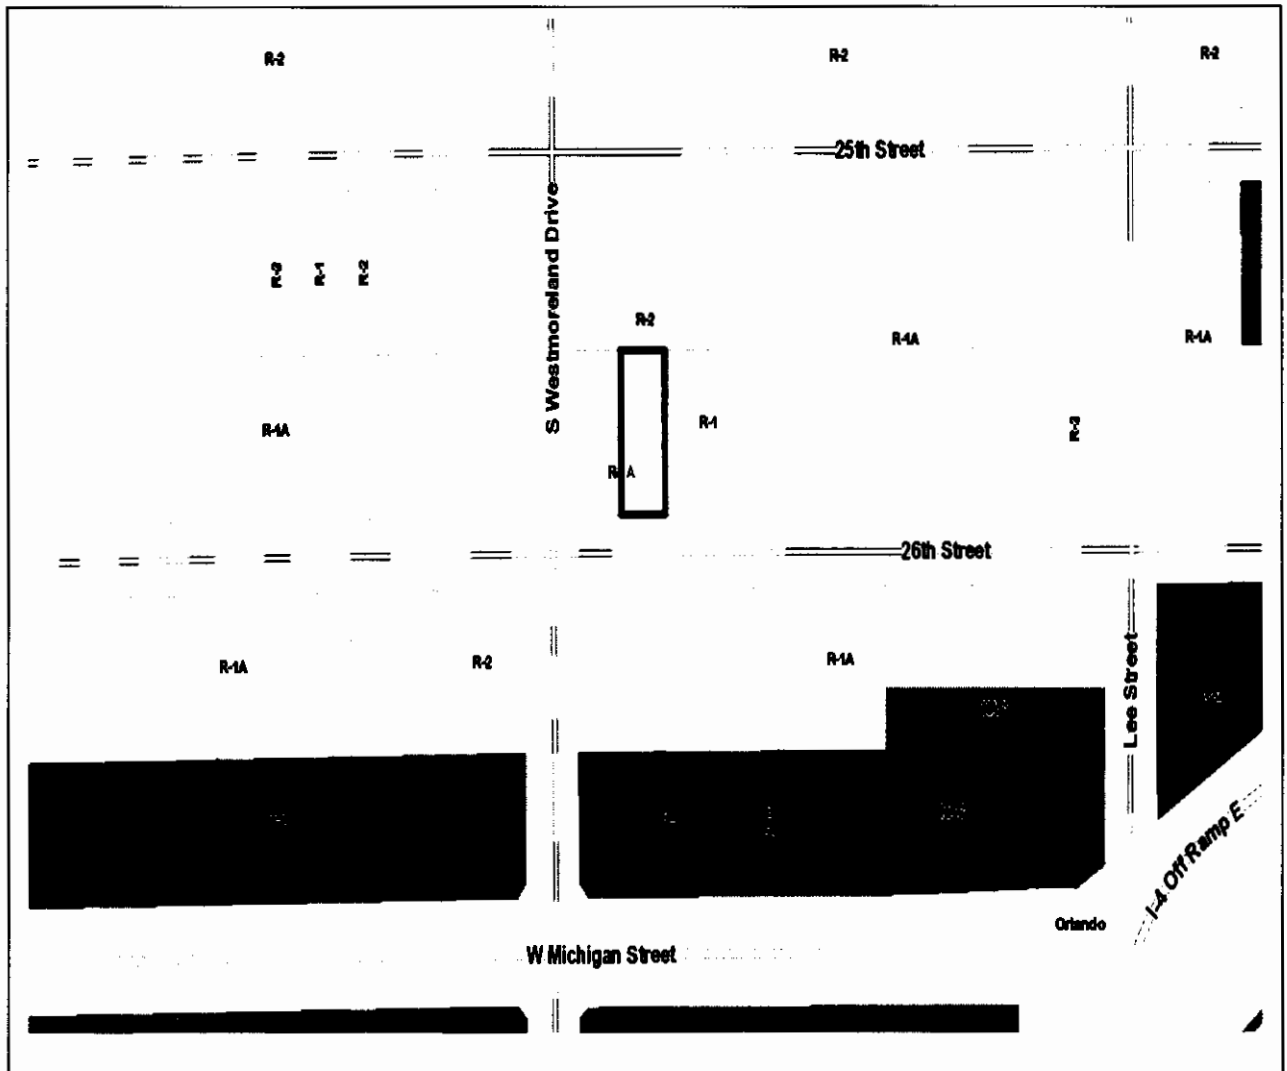 R-2
R-2
R-2
25th Street
S Westmoreland Drive
R-2
R-1
R-2
R-2
R-1A
R-1A
R-1A
R-1
R-3
26th Street
R-1A
R-2
R-1A
Lee Street
I-4 Off Ramp E
Orlando
W Michigan Street